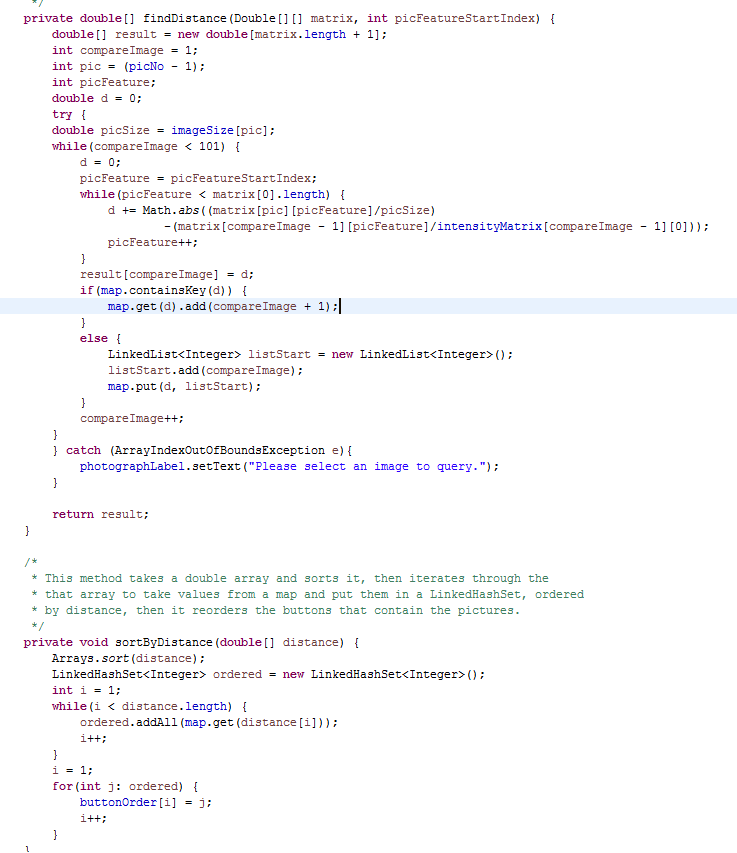 */
private double[] findDistance(Double[][] matrix, int picFeatureStartIndex) {
double[] result = new double[matrix.length + 1];
int compareImage = 1;
int pic = (picNo - 1);
int picFeature;
double d = 0;
try {
double picSize = imageSize[pic];
while(compareImage < 101) {
d = 0;
picFeature = picFeatureStartIndex;
while(picFeature < matrix[0].length) {
d += Math.abs((matrix[pic][picFeature]/picSize)
-(matrix[compareImage - 1][picFeature]/intensityMatrix[compareImage - 1][0]));
picFeature++;
}
result[compareImage] = d;
if(map.containsKey(d)) {
map.get(d).add(compareImage + 1);
}
else {
LinkedList<Integer> listStart = new LinkedList<Integer>();
listStart.add(compareImage);
map.put(d, listStart);
}
compareImage++;
}
} catch (ArrayIndexOutOfBoundsException e){
photographLabel.setText("Please select an image to query.");
}
return result;
}
/*
* This method takes a double array and sorts it, then iterates through the
* that array to take values from a map and put them in a LinkedHashSet, ordered
* by distance, then it reorders the buttons that contain the pictures.
*/
private void sortByDistance(double[] distance) {
Arrays.sort(distance);
LinkedHashSet<Integer> ordered = new LinkedHashSet<Integer>();
int i = 1;
while(i < distance.length) {
ordered.addAll(map.get(distance[i]));
i++;
}
i = 1;
for(int j: ordered) {
buttonOrder[i] = j;
i++;
}
}